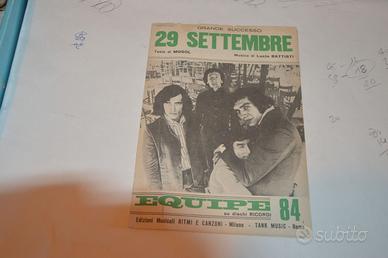 GRANDE SUCCESSO
29 SETTEMBRE
Testo di MOGOL
Musica di Lucio BATTISTI
EQUIPE 84
su dischi RICORDI
Edizioni Musicali RITMI E CANZONI - Milano - TANK MUSIC - Roma
subito